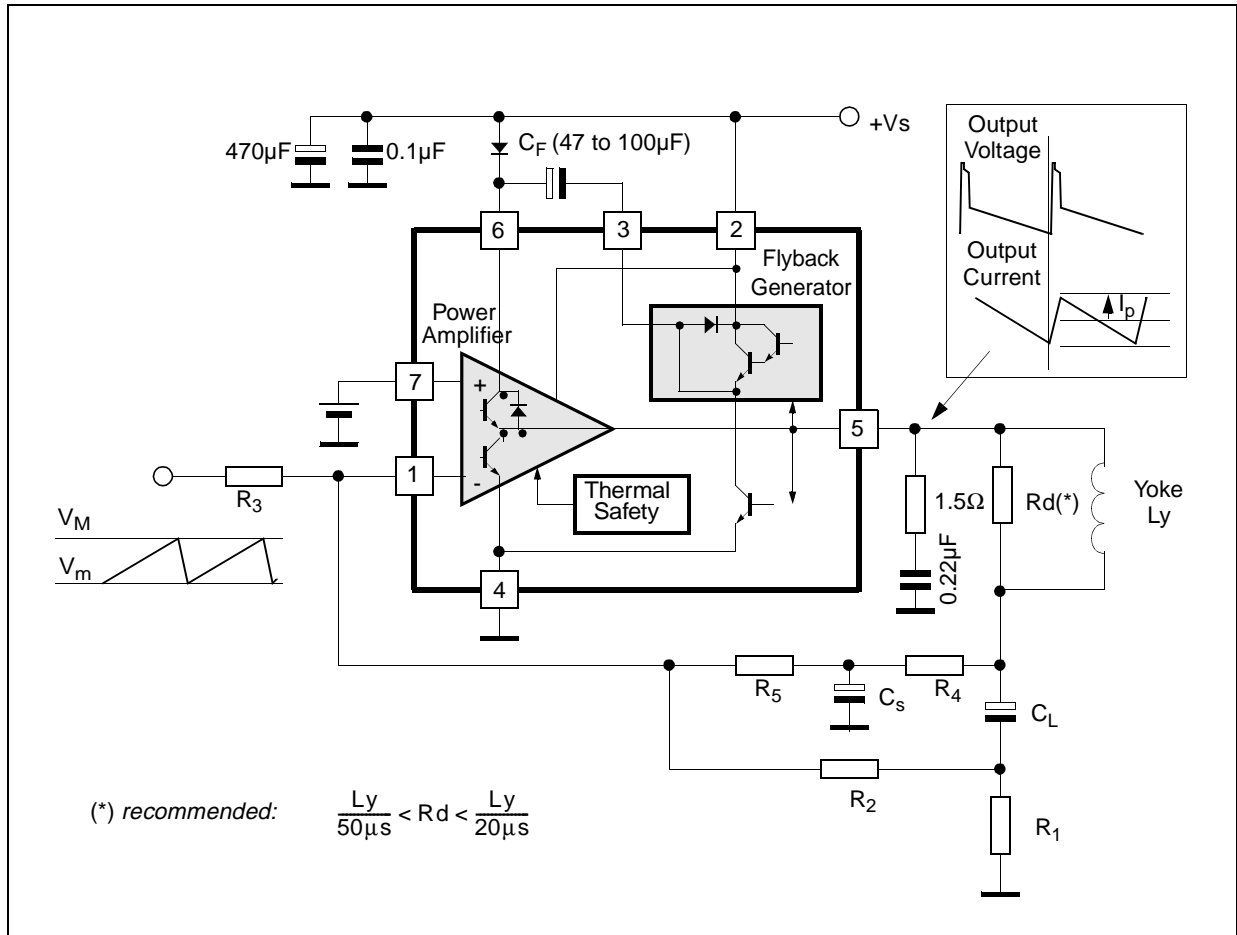 +Vs
470µF
0.1µF
C_F (47 to 100µF)
Output
Voltage
Output
Current
I_p
6
3
2
Flyback
Generator
Power
Amplifier
7
+
1
-
5
Thermal
Safety
R_3
V_M
V_m
4
1.5Ω
Rd(*)
Yoke
Ly
0.22µF
R_5
C_s
R_4
C_L
R_2
R_1
(*) recommended: Ly/50µs < Rd < Ly/20µs